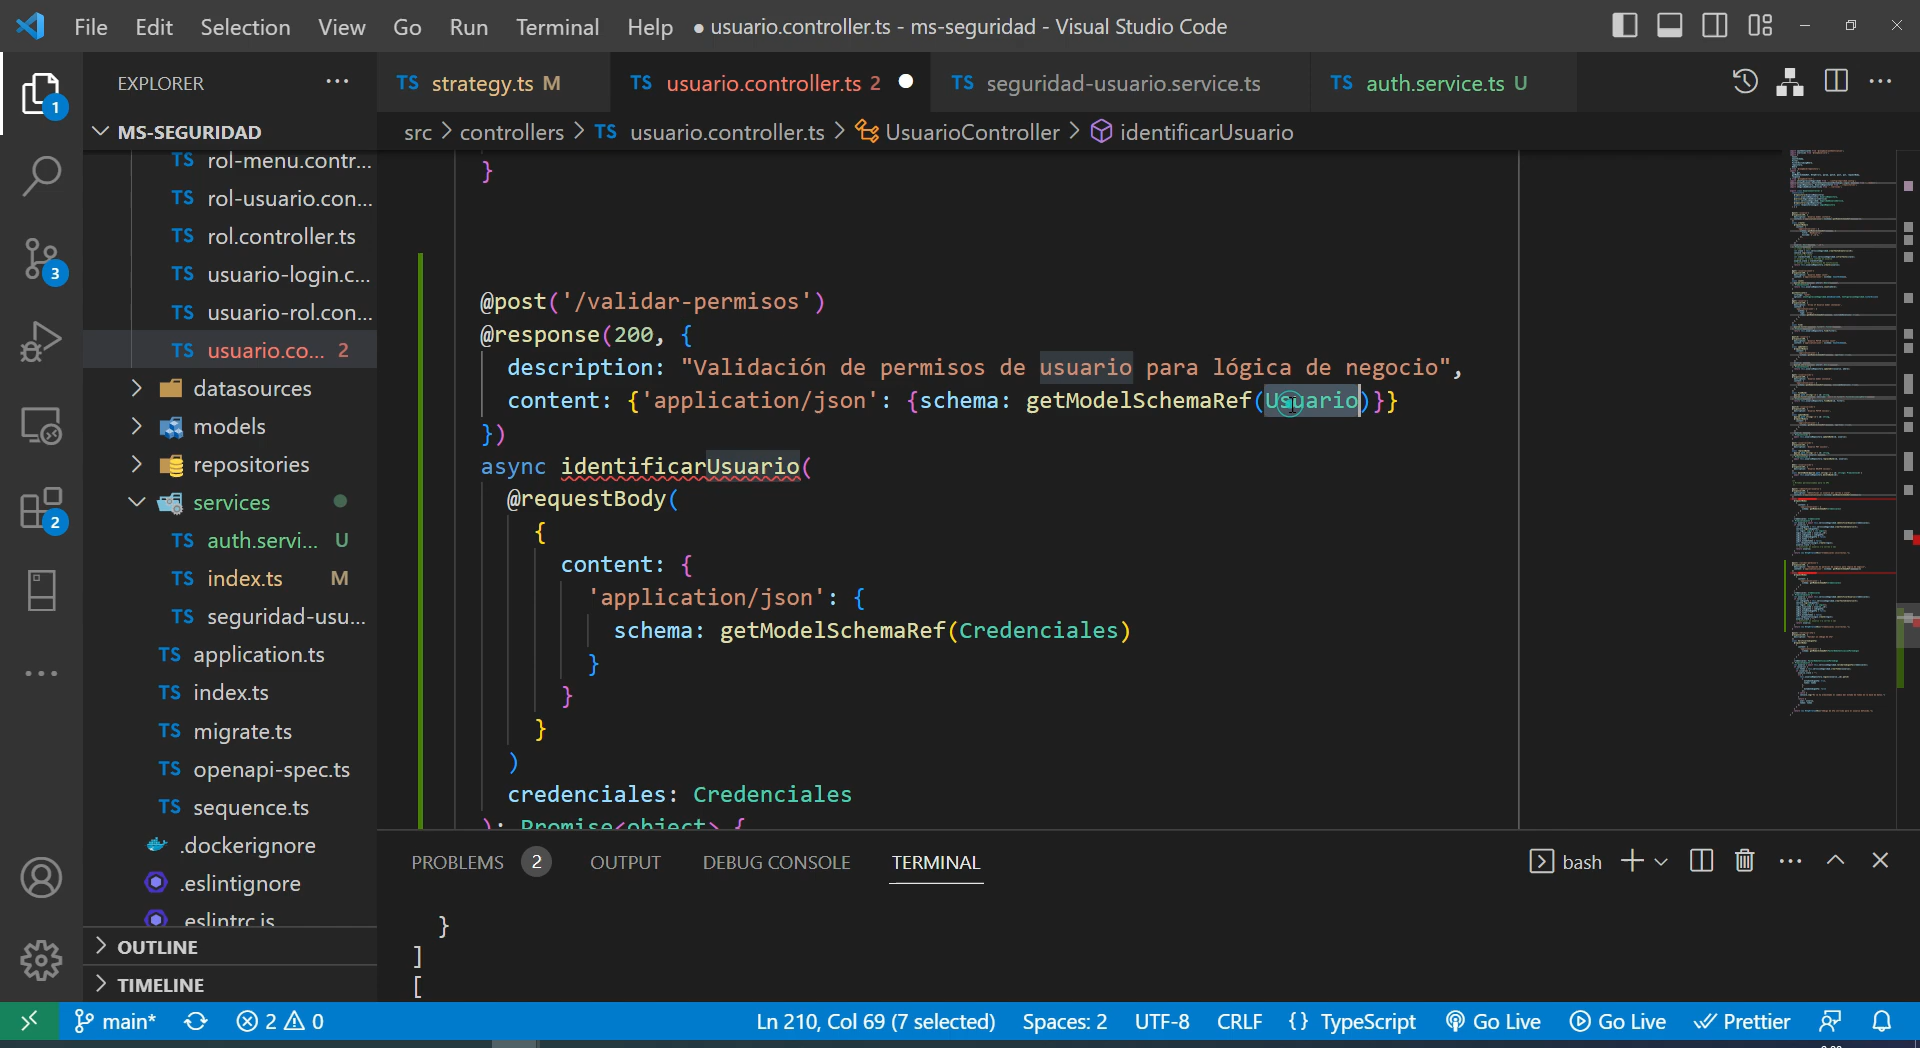 File Edit Selection View Go Run Terminal Help ● usuario.controller.ts - ms-seguridad - Visual Studio Code
EXPLORER
TS strategy.ts M
TS usuario.controller.ts 2
TS seguridad-usuario.service.ts
TS auth.service.ts U
MS-SEGURIDAD
src > controllers > TS usuario.controller.ts > UsuarioController > identificarUsuario
1
3
2
TS rol-menu.contr...
TS rol-usuario.con...
TS rol.controller.ts
TS usuario-login.c...
TS usuario-rol.con...
TS usuario.co... 2
datasources
models
repositories
services
TS auth.servi... U
TS index.ts M
TS seguridad-usu...
TS application.ts
TS index.ts
TS migrate.ts
TS openapi-spec.ts
TS sequence.ts
.dockerignore
.eslintignore
.eslintrc.js
OUTLINE
TIMELINE
}
@post('/validar-permisos')
@response(200, {
description: "Validación de permisos de usuario para lógica de negocio",
content: {'application/json': {schema: getModelSchemaRef(Usuario)}}
})
async identificarUsuario(
@requestBody(
{
content: {
'application/json': {
schema: getModelSchemaRef(Credenciales)
}
}
}
)
credenciales: Credenciales
): Promise<object> {
PROBLEMS 2 OUTPUT DEBUG CONSOLE TERMINAL
bash
}
]
[
main* 2 0
Ln 210, Col 69 (7 selected) Spaces: 2 UTF-8 CRLF {} TypeScript Go Live Go Live Prettier